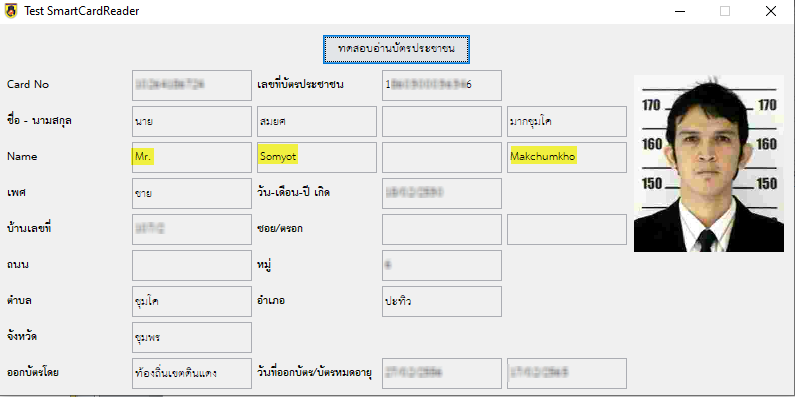 Test SmartCardReader
ทดสอบอ่านบัตรประชาชน
Card No เลขที่บัตรประชาชน 1 6
ชื่อ - นามสกุล นาย สมยศ มากชุมโค
Name Mr. Somyot Makchumkho
เพศ ชาย วัน-เดือน-ปี เกิด
บ้านเลขที่ ซอย/ตรอก
ถนน หมู่
ตำบล ชุมโค อำเภอ ปะทิว
จังหวัด ชุมพร
ออกบัตรโดย ท้องถิ่นเขตดินแดง วันที่ออกบัตร/บัตรหมดอายุ
170 170
160 160
150 150